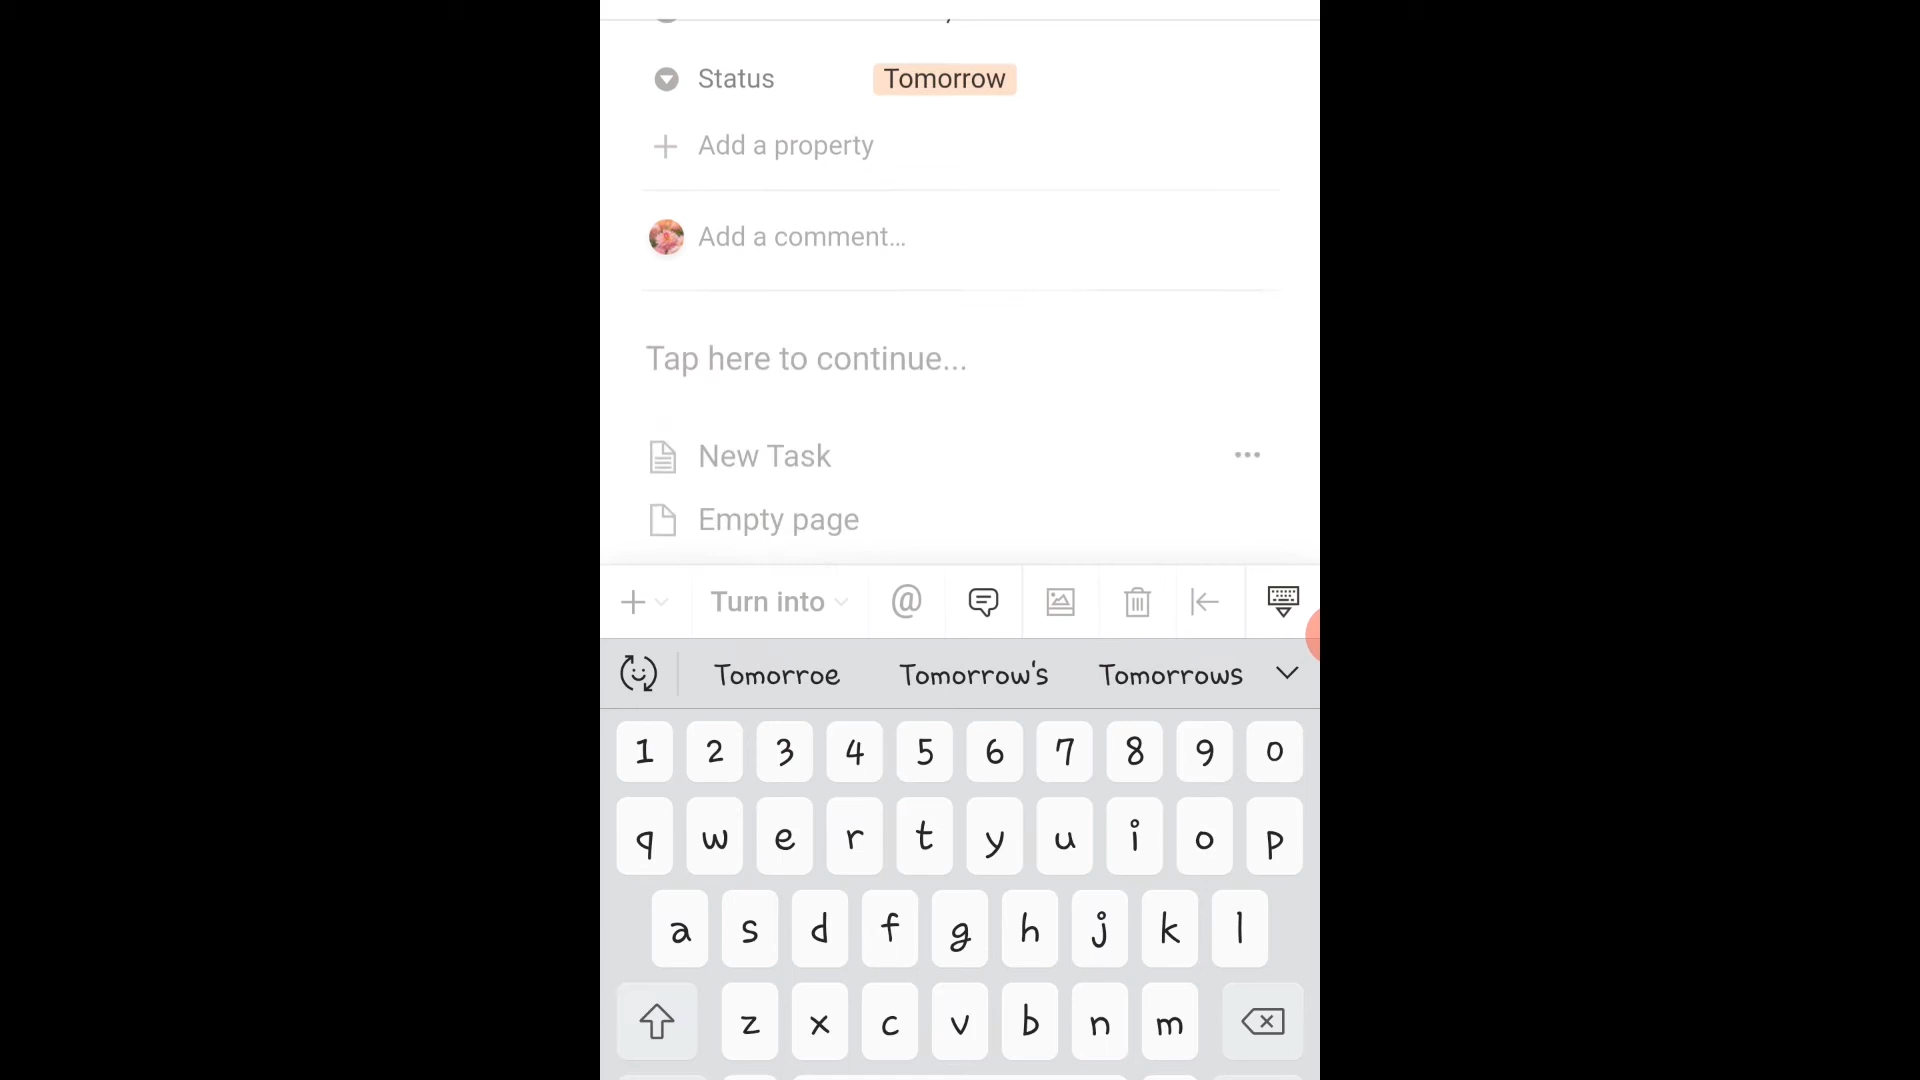 Status Tomorrow
Add a property
Add a comment...
Tap here to continue...
New Task
Empty page
Turn into @
Tomorroe Tomorrow's Tomorrows
1 2 3 4 5 6 7 8 9 0
q w e r t y u i o p
a s d f g h j k l
z x c v b n m